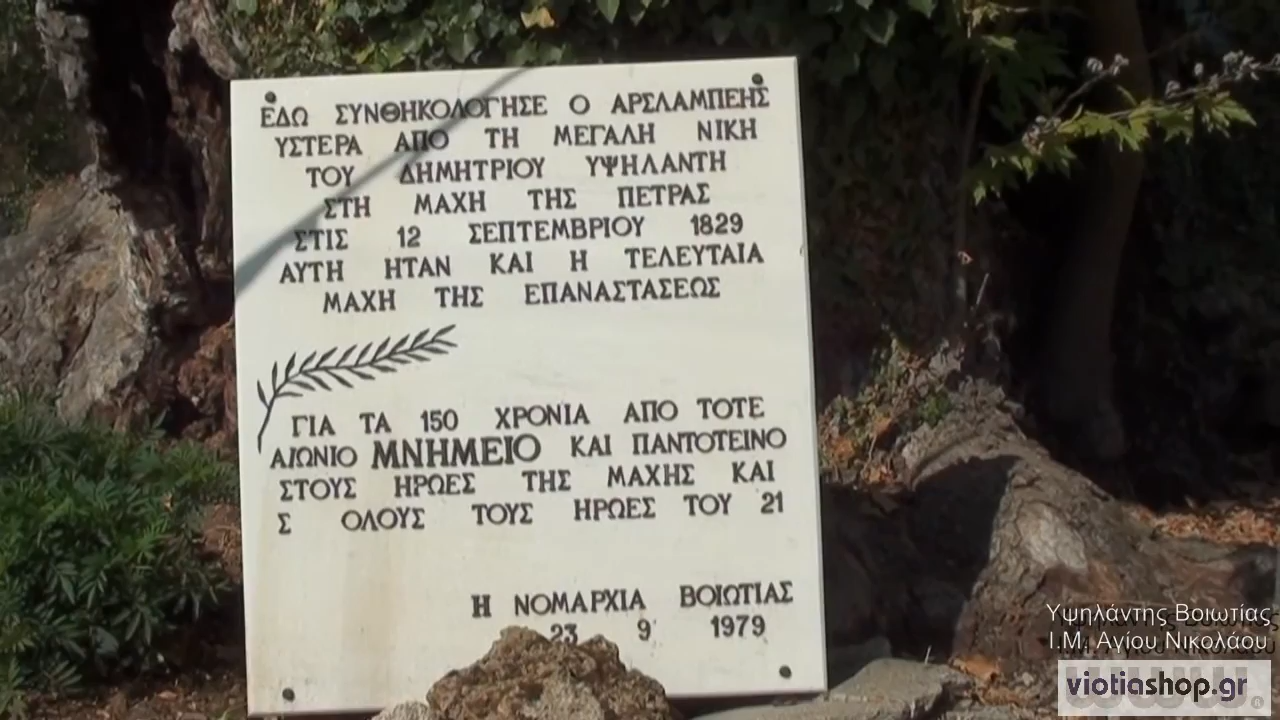 ΕΔΩ ΣΥΝΘΗΚΟΛΟΓΗΣΕ Ο ΑΡΣΛΑΜΠΕΗΣ
ΥΣΤΕΡΑ ΑΠΟ ΤΗ ΜΕΓΑΛΗ ΝΙΚΗ
ΤΟΥ ΔΗΜΗΤΡΙΟΥ ΥΨΗΛΑΝΤΗ
ΣΤΗ ΜΑΧΗ ΤΗΣ ΠΕΤΡΑΣ
ΣΤΙΣ 12 ΣΕΠΤΕΜΒΡΙΟΥ 1829
ΑΥΤΗ ΗΤΑΝ ΚΑΙ Η ΤΕΛΕΥΤΑΙΑ
ΜΑΧΗ ΤΗΣ ΕΠΑΝΑΣΤΑΣΕΩΣ
ΓΙΑ ΤΑ 150 ΧΡΟΝΙΑ ΑΠΟ ΤΟΤΕ
ΑΙΩΝΙΟ ΜΝΗΜΕΙΟ ΚΑΙ ΠΑΝΤΟΤΕΙΝΟ
ΣΤΟΥΣ ΗΡΩΕΣ ΤΗΣ ΜΑΧΗΣ ΚΑΙ
Σ ΟΛΟΥΣ ΤΟΥΣ ΗΡΩΕΣ ΤΟΥ 21
Η ΝΟΜΑΡΧΙΑ ΒΟΙΩΤΙΑΣ
23 9 1979
Υψηλάντης Βοιωτίας
Ι.Μ. Αγίου Νικολάου
viotiashop.gr